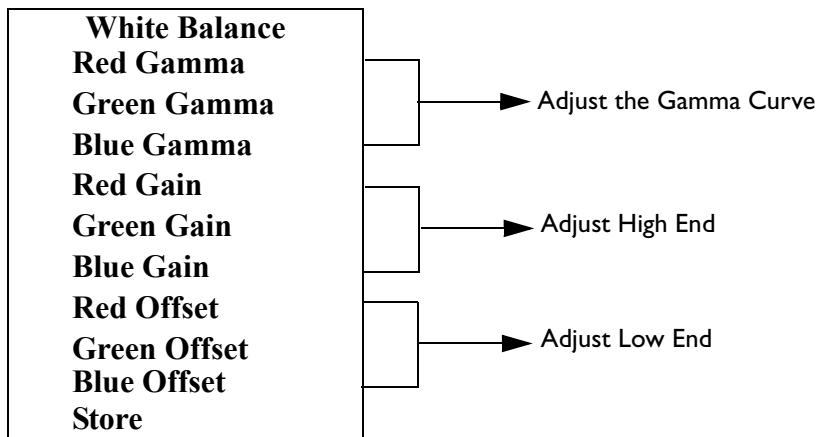 White Balance
Red Gamma
Green Gamma
Blue Gamma
Adjust the Gamma Curve
Red Gain
Green Gain
Blue Gain
Adjust High End
Red Offset
Green Offset
Blue Offset
Adjust Low End
Store